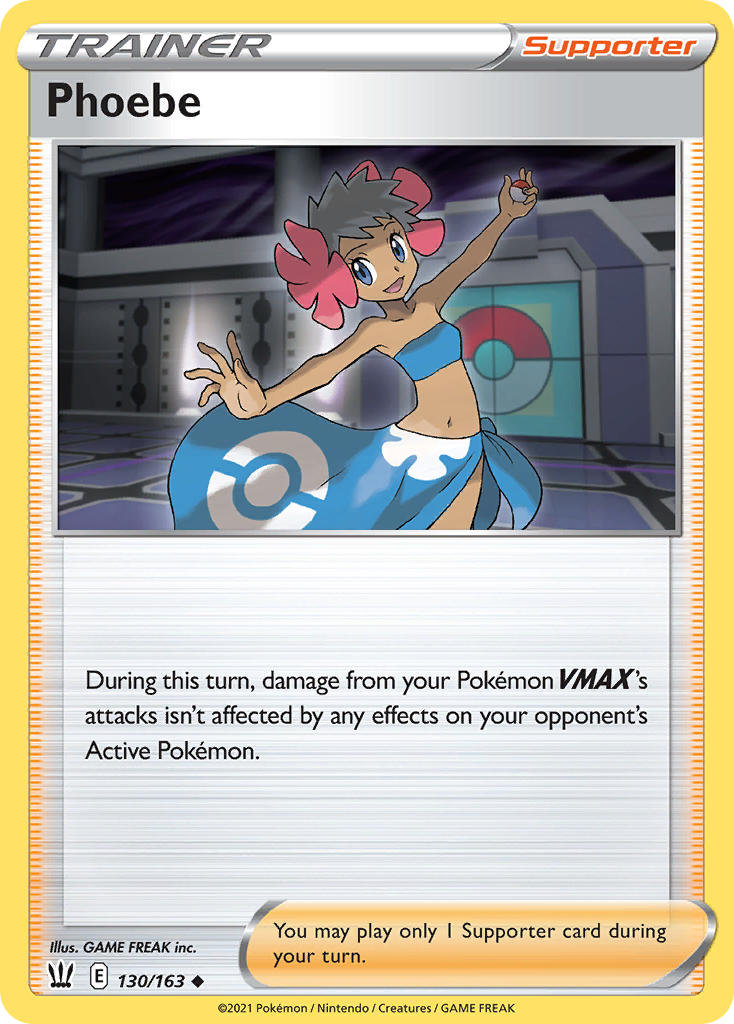 TRAINER
Supporter
Phoebe
During this turn, damage from your Pokémon VMAX's
attacks isn't affected by any effects on your opponent's
Active Pokémon.
You may play only 1 Supporter card during
your turn.
Illus. GAME FREAK inc.
E 130/163
©2021 Pokémon / Nintendo / Creatures / GAME FREAK